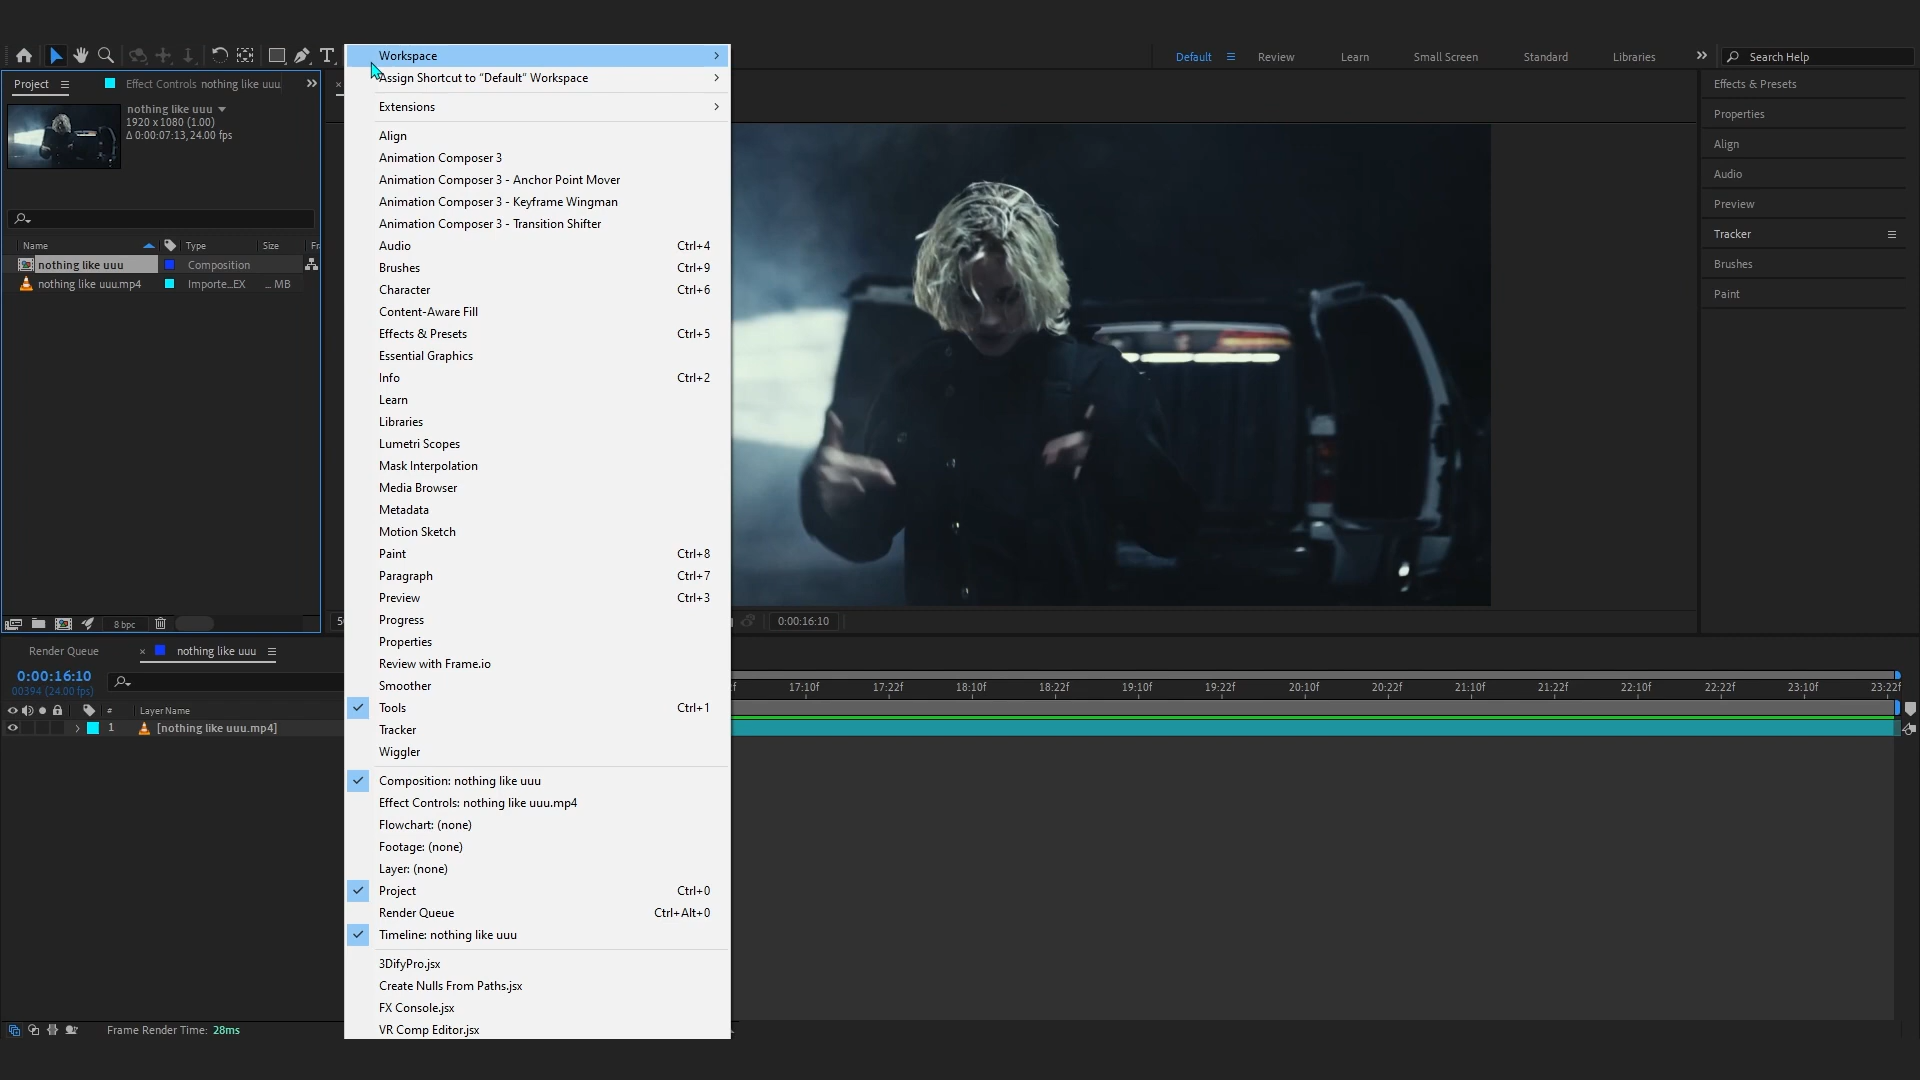 Default
Review
Learn
Small Screen
Standard
Libraries
Search Help
Project
Effect Controls nothing like uuu
nothing like uuu
1920 x 1080 (1.00)
Δ 0:00:07:13, 24.00 fps
Name
Type
Size
Fr
nothing like uuu
Composition
nothing like uuu.mp4
Importe...EX
... MB
8 bpc
Workspace
Assign Shortcut to “Default” Workspace
Extensions
Align
Animation Composer 3
Animation Composer 3 - Anchor Point Mover
Animation Composer 3 - Keyframe Wingman
Animation Composer 3 - Transition Shifter
Audio Ctrl+4
Brushes Ctrl+9
Character Ctrl+6
Content-Aware Fill
Effects & Presets Ctrl+5
Essential Graphics
Info Ctrl+2
Learn
Libraries
Lumetri Scopes
Mask Interpolation
Media Browser
Metadata
Motion Sketch
Paint Ctrl+8
Paragraph Ctrl+7
Preview Ctrl+3
Progress
Properties
Review with Frame.io
Smoother
Tools Ctrl+1
Tracker
Wiggler
Composition: nothing like uuu
Effect Controls: nothing like uuu.mp4
Flowchart: (none)
Footage: (none)
Layer: (none)
Project Ctrl+0
Render Queue Ctrl+Alt+0
Timeline: nothing like uuu
3DifyPro.jsx
Create Nulls From Paths.jsx
FX Console.jsx
VR Comp Editor.jsx
Effects & Presets
Properties
Align
Audio
Preview
Tracker
Brushes
Paint
0:00:16:10
Render Queue
nothing like uuu
0:00:16:10
00394 (24.00 fps)
# Layer Name
1 [nothing like uuu.mp4]
17:10f 17:22f 18:10f 18:22f 19:10f 19:22f 20:10f 20:22f 21:10f 21:22f 22:10f 22:22f 23:10f 23:22f
Frame Render Time: 28ms